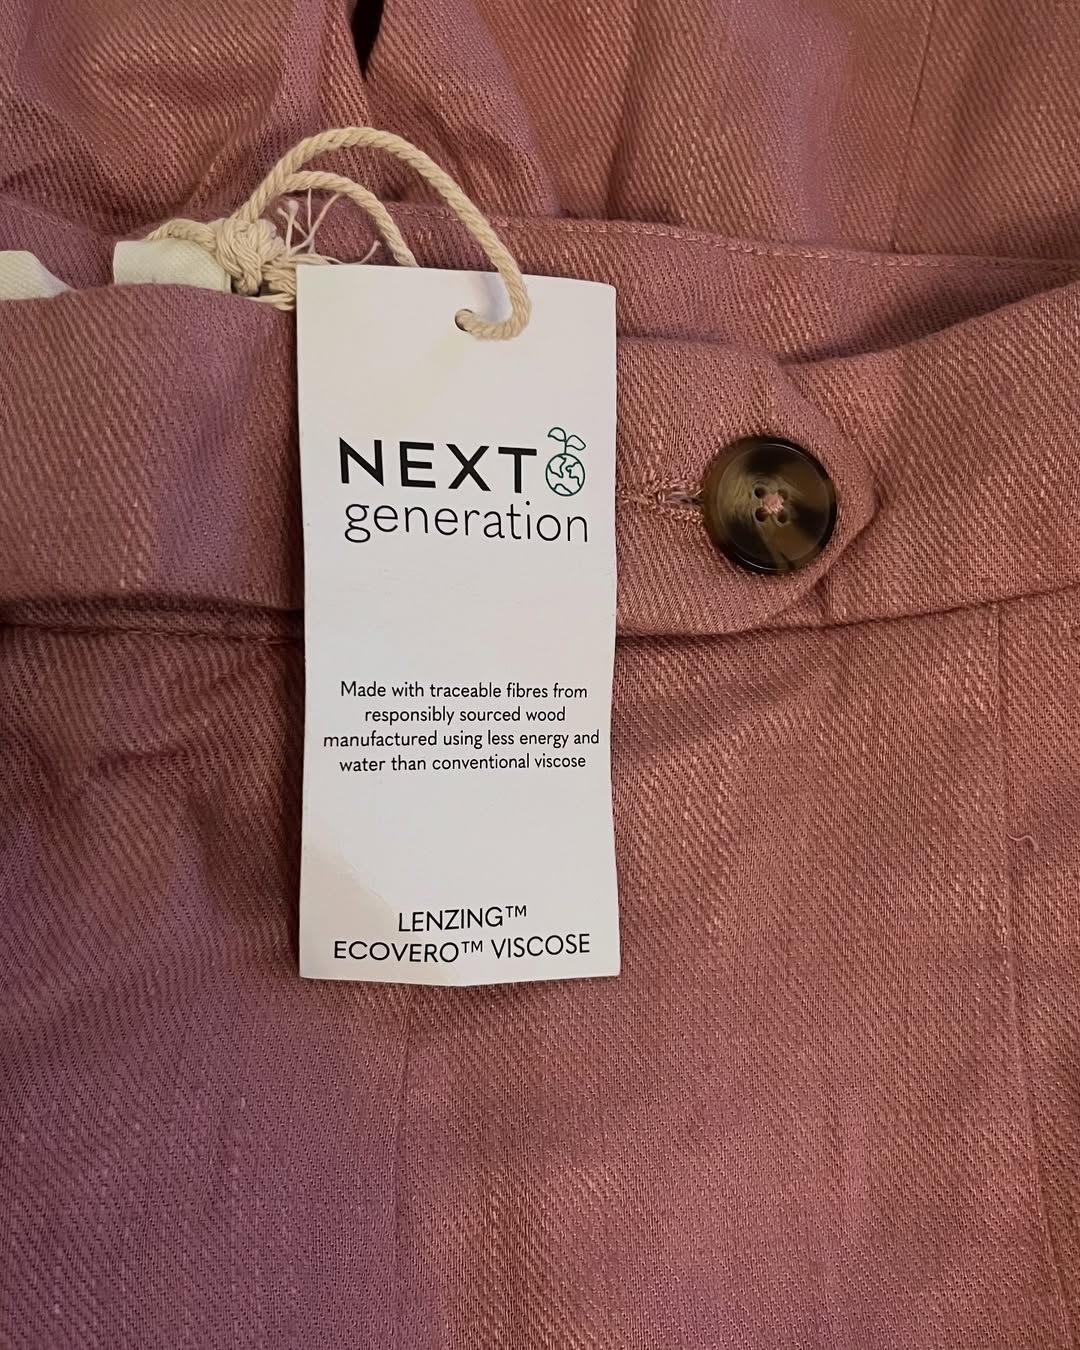 NEXT
generation
Made with traceable fibres from
responsibly sourced wood
manufactured using less energy and
water than conventional viscose
LENZING™
ECOVERO™ VISCOSE